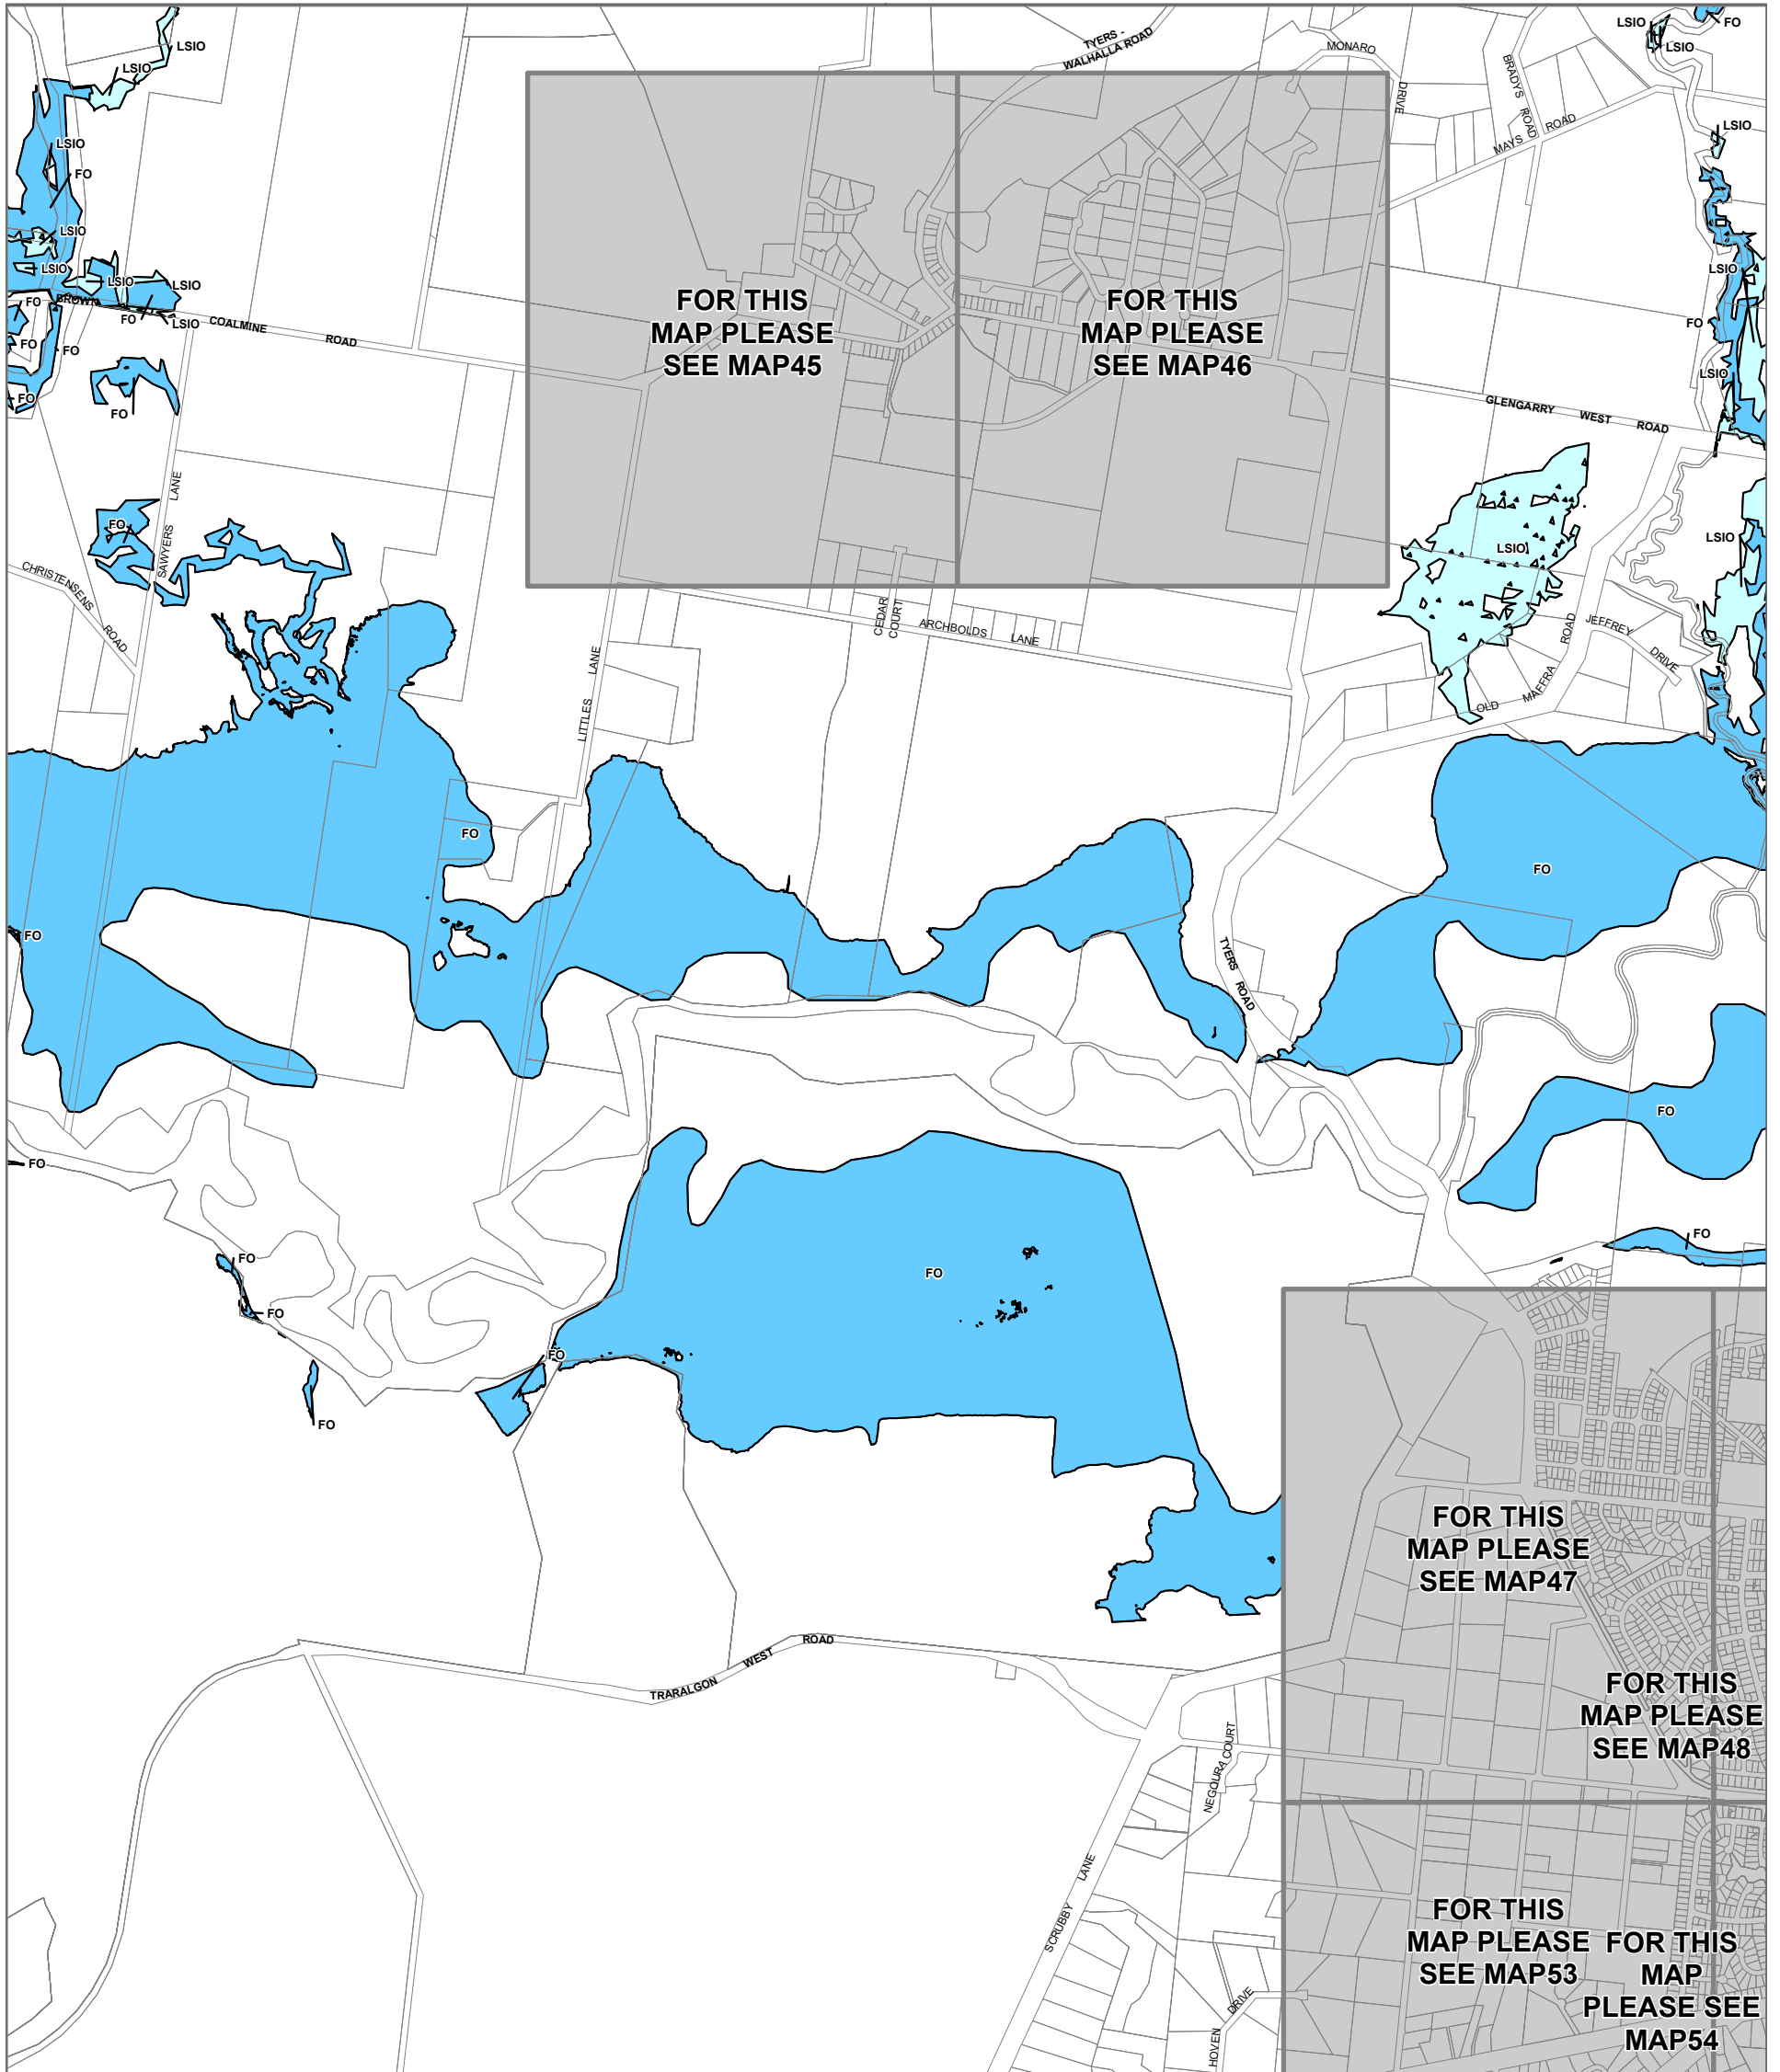 LSIO
LSIO
TYERS -
WALHALLA ROAD
MONARO
DRIVE
BRADYS ROAD
MAYS ROAD
LSIO
FO
LSIO
LSIO
LSIO
FO
LSIO
LSIO
LSIO
LSIO
FO
BROWN COALMINE ROAD
FO
LSIO
FO
FO
FO
FO
FOR THIS
MAP PLEASE
SEE MAP45
FOR THIS
MAP PLEASE
SEE MAP46
LSIO
FO
LSIO
GLENGARRY WEST ROAD
FO
SAWYERS LANE
CHRISTENSENS ROAD
LSIO
LSIO
CEDAR
COURT
ARCHBOLDS LANE
LITTLES LANE
JEFFREY DRIVE
OLD MAFFRA ROAD
FO
FO
FO
TYERS ROAD
FO
FO
FO
FO
FO
FO
FO
FO
FOR THIS
MAP PLEASE
SEE MAP47
TRARALGON WEST ROAD
FOR THIS
MAP PLEASE
SEE MAP48
NEGOURA COURT
SCRUBBY LANE
HOVEN DRIVE
FOR THIS
MAP PLEASE
SEE MAP53
FOR THIS
MAP
PLEASE SEE
MAP54